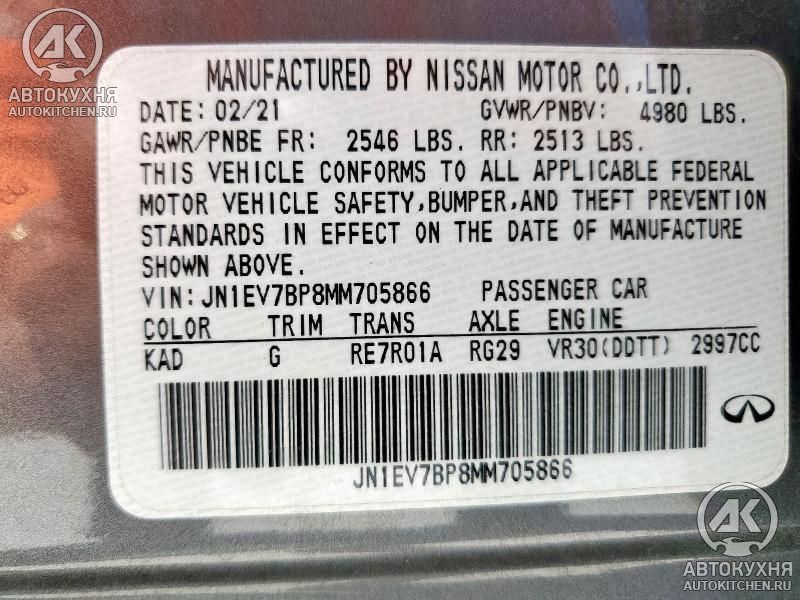 AK
АВТОКУХНЯ
AUTOKITCHEN.RU
MANUFACTURED BY NISSAN MOTOR CO.,LTD.
DATE: 02/21 GVWR/PNBV: 4980 LBS.
GAWR/PNBE FR: 2546 LBS. RR: 2513 LBS.
THIS VEHICLE CONFORMS TO ALL APPLICABLE FEDERAL
MOTOR VEHICLE SAFETY,BUMPER,AND THEFT PREVENTION
STANDARDS IN EFFECT ON THE DATE OF MANUFACTURE
SHOWN ABOVE.
VIN:JN1EV7BP8MM705866 PASSENGER CAR
COLOR TRIM TRANS AXLE ENGINE
KAD G RE7R01A RG29 VR30(DDTT) 2997CC
JN1EV7BP8MM705866
AK
АВТОКУХНЯ
AUTOKITCHEN.RU